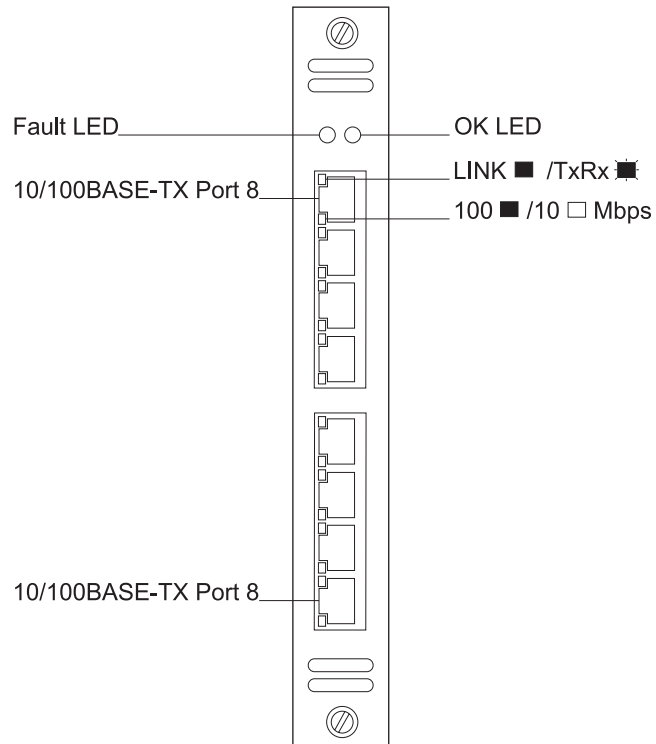 Fault LED
OK LED
LINK ■ /TxRx
10/100BASE-TX Port 8
100 ■ /10 □ Mbps
10/100BASE-TX Port 8